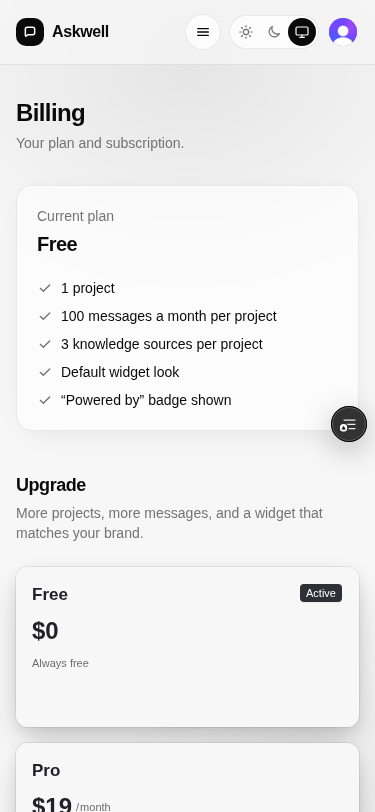 Askwell
Billing
Your plan and subscription.
Current plan
Free
1 project
100 messages a month per project
3 knowledge sources per project
Default widget look
“Powered by” badge shown
Upgrade
More projects, more messages, and a widget that
matches your brand.
Free
Active
$0
Always free
Pro
$19 /month